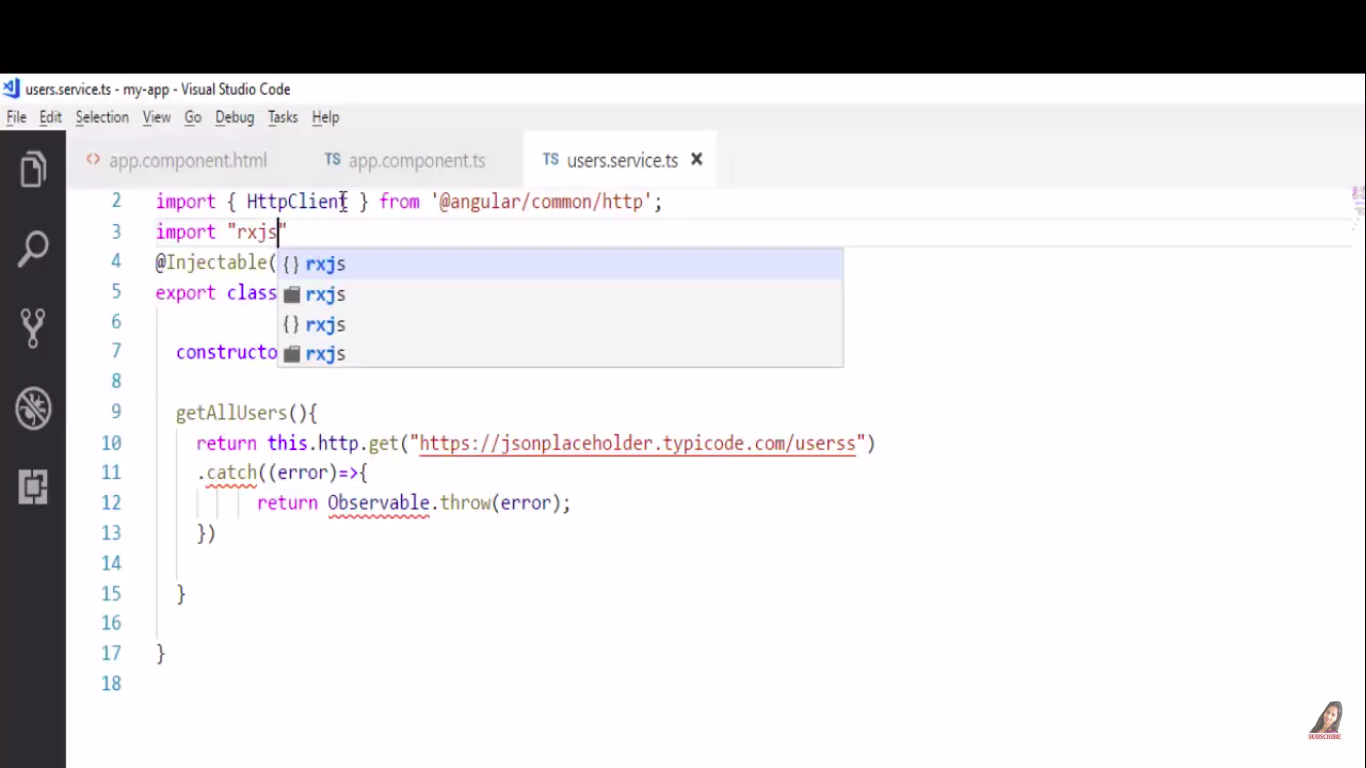 users.service.ts - my-app - Visual Studio Code
File Edit Selection View Go Debug Tasks Help
<> app.component.html TS app.component.ts TS users.service.ts ×
2 import { HttpClient } from '@angular/common/http';
3 import "rxjs"
4 @Injectable(
{} rxjs
5 export class
rxjs
6
{} rxjs
7 constructo
rxjs
8
9 getAllUsers(){
10 return this.http.get("https://jsonplaceholder.typicode.com/userss")
11 .catch((error)=>{
12 return Observable.throw(error);
13 })
14
15 }
16
17 }
18
SUBSCRIBE